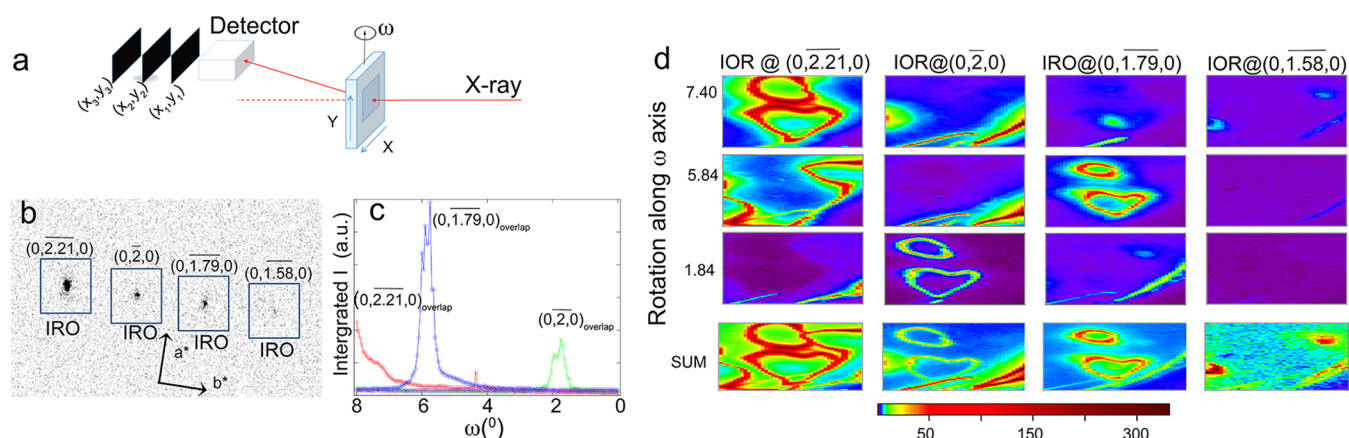 a
Detector
ω
X-ray
Y
X
(X₃,Y₃)
(X₂,Y₂)
(X₁,Y₁)
b
(0,2.21,0)
(0,2̅,0)
(0,1.79,0)
(0,1.58,0)
IRO
IRO
IRO
IRO
a*
b*
c
Intergrated I (a.u.)
(0,1.79,0)overlap
(0,2.21,0)overlap
(0,2̅,0)overlap
8 6 4 2 0
ω(⁰)
d
IOR @ (0,2.21,0) IOR@(0,2̅,0) IRO@(0,1.79,0) IOR@(0,1.58,0)
Rotation along ω axis
7.40
5.84
1.84
SUM
50 150 300